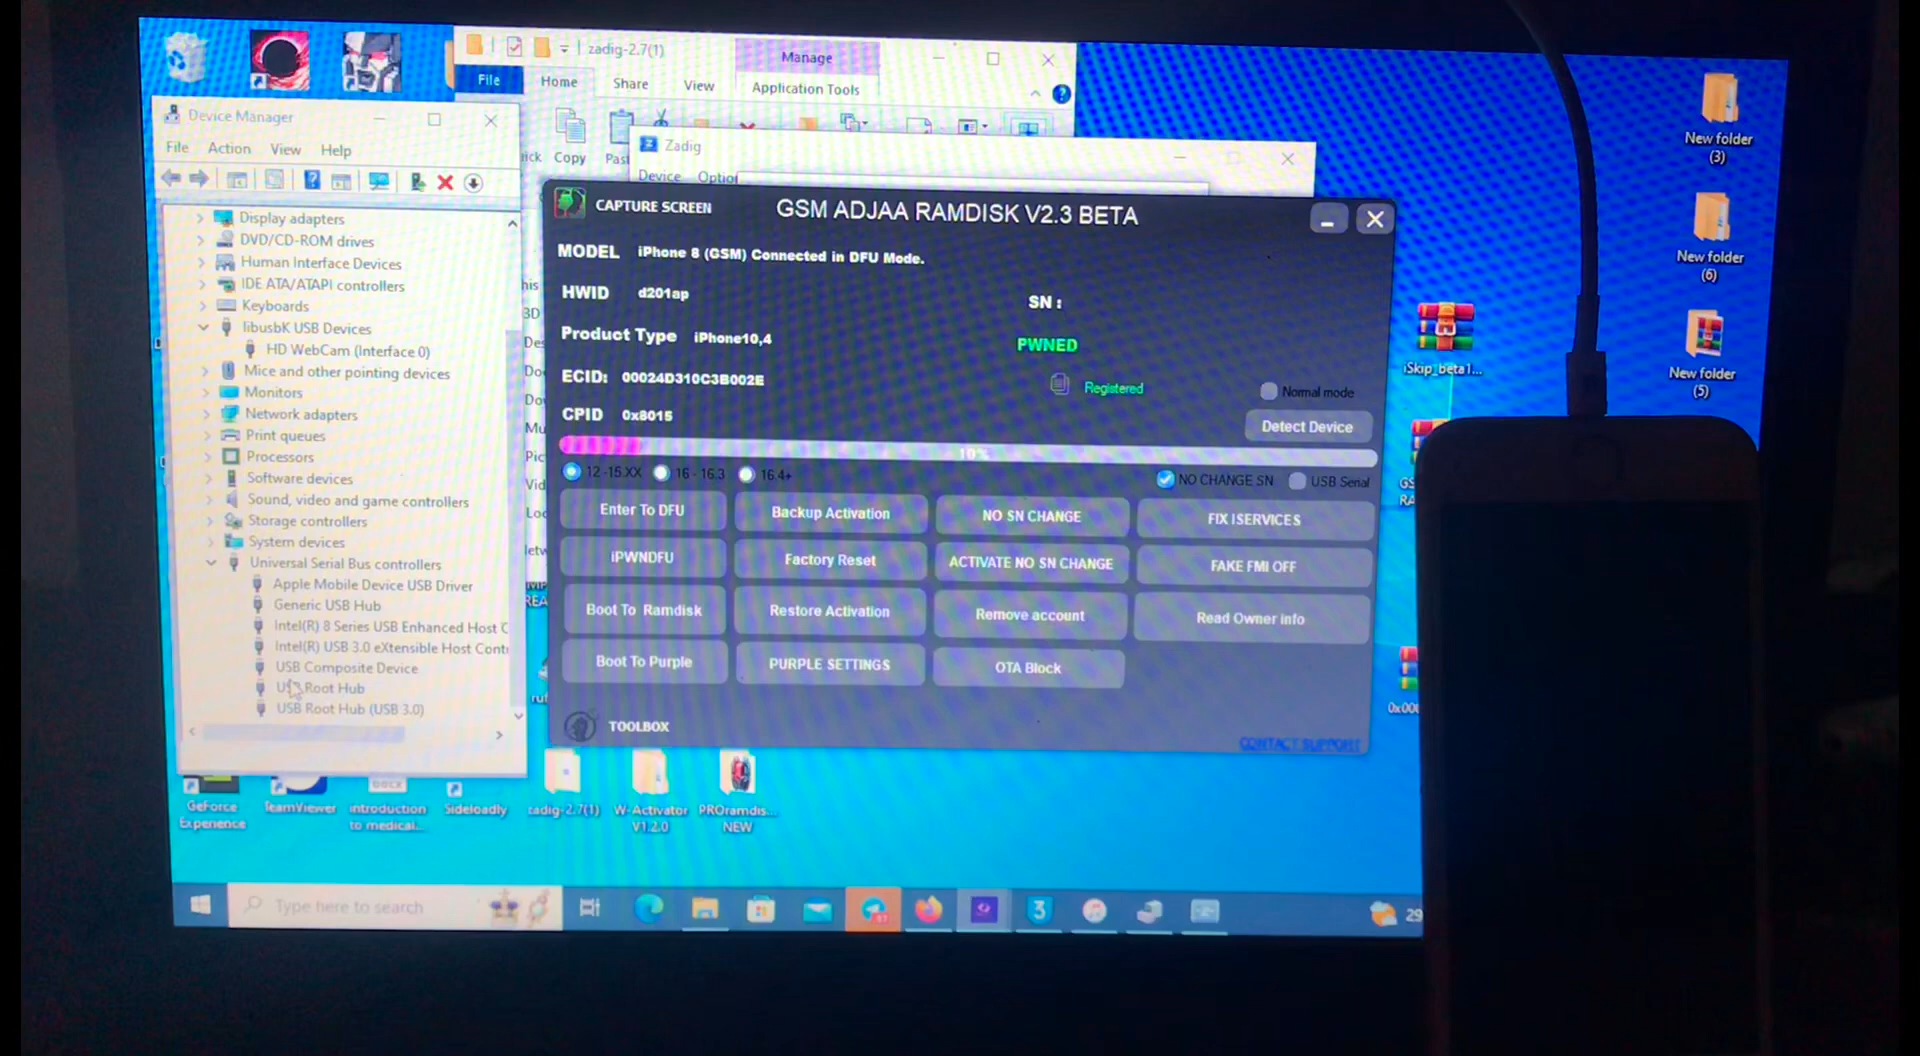 zadig-2.7(1)
Manage
File
Home
Share
View
Application Tools
Copy
Zadig
Device
Device Manager
File
Action
View
Help
Display adapters
DVD/CD-ROM drives
Human Interface Devices
IDE ATA/ATAPI controllers
Keyboards
libusbK USB Devices
HD WebCam (Interface 0)
Mice and other pointing devices
Monitors
Network adapters
Print queues
Processors
Software devices
Sound, video and game controllers
Storage controllers
System devices
Universal Serial Bus controllers
Apple Mobile Device USB Driver
Generic USB Hub
Intel(R) 8 Series USB Enhanced Host C
Intel(R) USB 3.0 eXtensible Host Contr
USB Composite Device
Root Hub
USB Root Hub (USB 3.0)
CAPTURE SCREEN
GSM ADJAA RAMDISK V2.3 BETA
MODEL iPhone 8 (GSM) Connected in DFU Mode.
HWID d201ap
SN :
Product Type iPhone10,4
PWNED
ECID: 00024D310C3B002E
Registered
Normal mode
CPID 0x8015
Detect Device
10%
12 -15.XX 16 - 16.3 16.4+
NO CHANGE SN USB Serial
Enter To DFU
Backup Activation
NO SN CHANGE
FIX ISERVICES
iPWNDFU
Factory Reset
ACTIVATE NO SN CHANGE
FAKE FMI OFF
Boot To Ramdisk
Restore Activation
Remove account
Read Owner info
Boot To Purple
PURPLE SETTINGS
OTA Block
TOOLBOX
CONTACT SUPPORT
New folder
(3)
New folder
(6)
New folder
(5)
iSkip_beta1...
GeForce
Experience
TeamViewer
introduction
to medical...
Sideloadly
zadig-2.7(1)
W-Activator
V1.2.0
PROramdis...
NEW
Type here to search
29